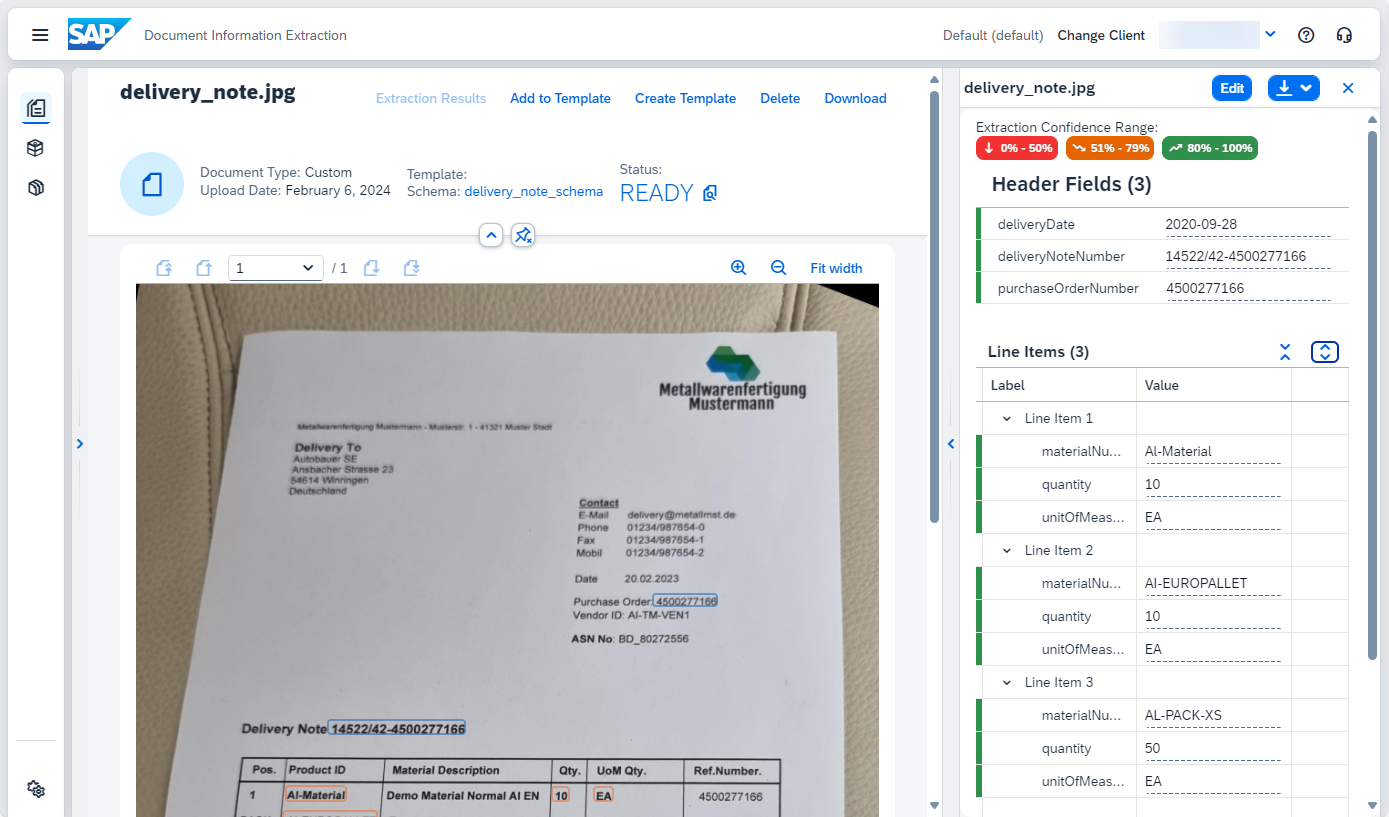 SAP Document Information Extraction Default (default) Change Client
delivery_note.jpg
Extraction Results Add to Template Create Template Delete Download
Document Type: Custom
Upload Date: February 6, 2024
Template:
Schema: delivery_note_schema
Status:
READY
1 / 1 Fit width
Metallwarenfertigung
Mustermann
Metallwarenfertigung Mustermann - Musterstr. 1 - 41321 Muster Stadt
Delivery To
Autobauer SE
Ansbacher Strasse 23
54614 Winringen
Deutschland
Contact
E-Mail delivery@metallmst.de
Phone 01234/987654-0
Fax 01234/987654-1
Mobil 01234/987654-2
Date 20.02.2023
Purchase Order: 4500277166
Vendor ID: AI-TM-VEN1
ASN No: BD_80272556
Delivery Note 14522/42-4500277166
Pos. Product ID Material Description Qty. UoM Qty. Ref.Number.
1 AI-Material Demo Material Normal AI EN 10 EA 4500277166
delivery_note.jpg Edit
Extraction Confidence Range:
0% - 50% 51% - 79% 80% - 100%
Header Fields (3)
deliveryDate 2020-09-28
deliveryNoteNumber 14522/42-4500277166
purchaseOrderNumber 4500277166
Line Items (3)
Label Value
Line Item 1
materialNu... AI-Material
quantity 10
unitOfMeas... EA
Line Item 2
materialNu... AI-EUROPALLET
quantity 10
unitOfMeas... EA
Line Item 3
materialNu... AL-PACK-XS
quantity 50
unitOfMeas... EA